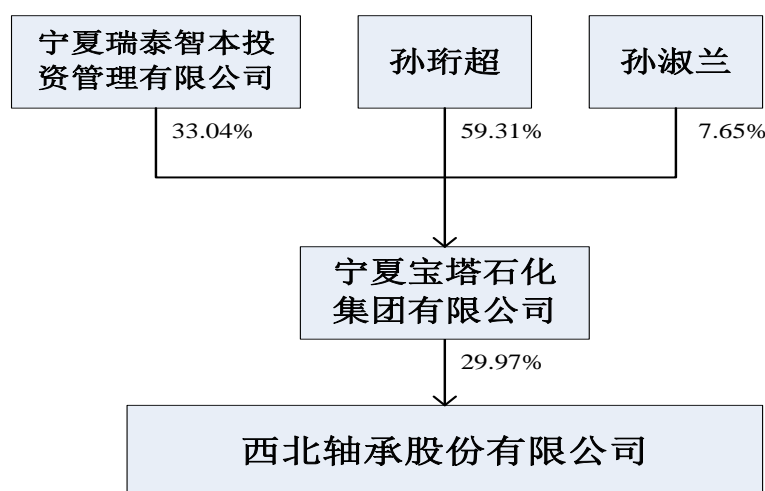 宁夏瑞泰智本投
资管理有限公司
孙珩超
孙淑兰
33.04%
59.31%
7.65%
宁夏宝塔石化
集团有限公司
29.97%
西北轴承股份有限公司